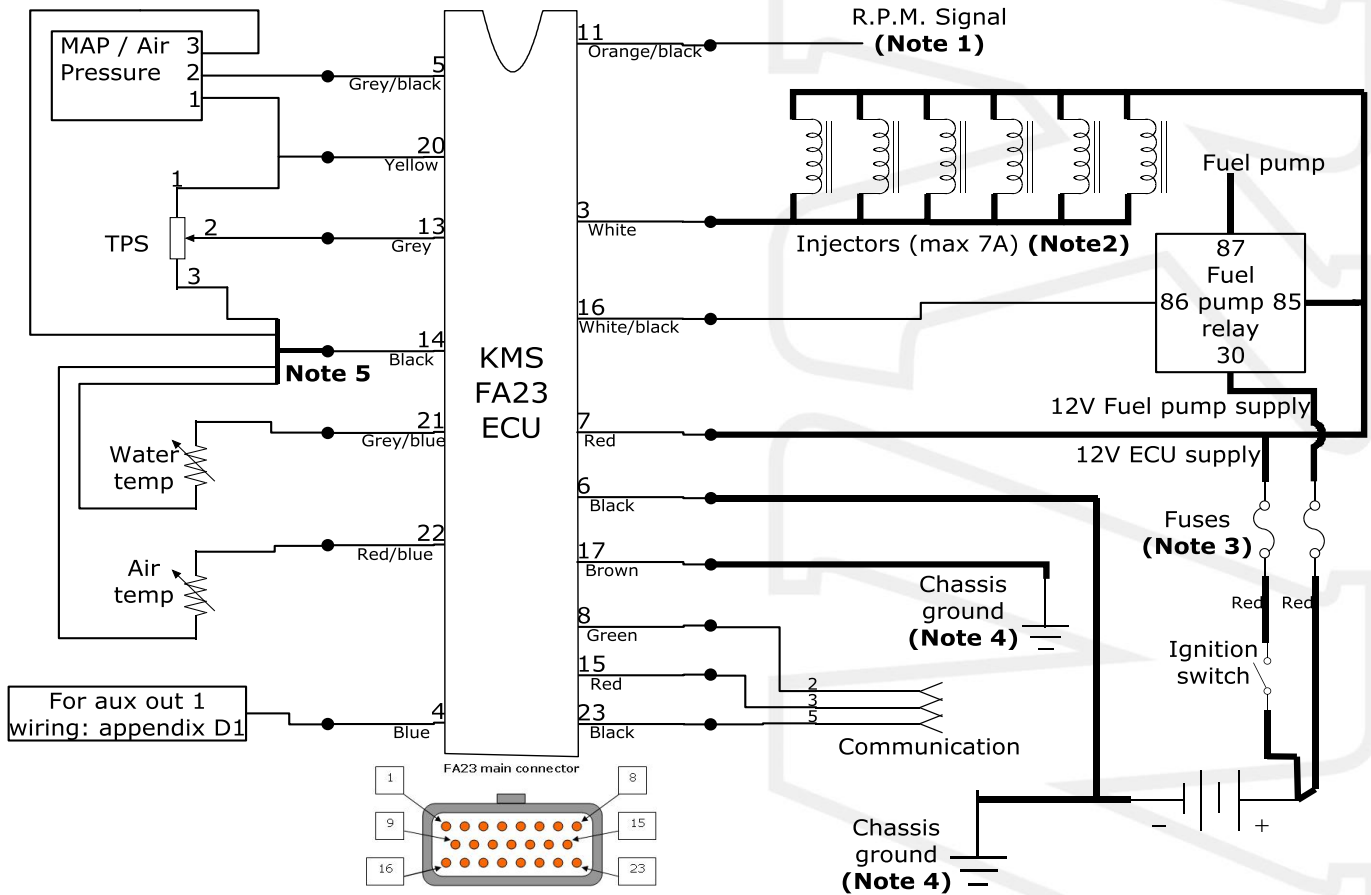 MAP / Air
Pressure
3
2
1
5
Grey/black
20
Yellow
1
TPS
2
3
13
Grey
14
Black
Note 5
21
Grey/blue
Water
temp
22
Red/blue
Air
temp
For aux out 1
wiring: appendix D1
4
Blue
KMS
FA23
ECU
11
Orange/black
R.P.M. Signal
(Note 1)
3
White
Injectors (max 7A) (Note2)
16
White/black
Fuel pump
87
Fuel
86 pump 85
relay
30
12V Fuel pump supply
7
Red
12V ECU supply
6
Black
Fuses
(Note 3)
Red Red
17
Brown
Chassis
ground
(Note 4)
8
Green
15
Red
23
Black
2
3
5
Communication
Ignition
switch
Chassis
ground
(Note 4)
– +
FA23 main connector
1
8
9
15
16
23